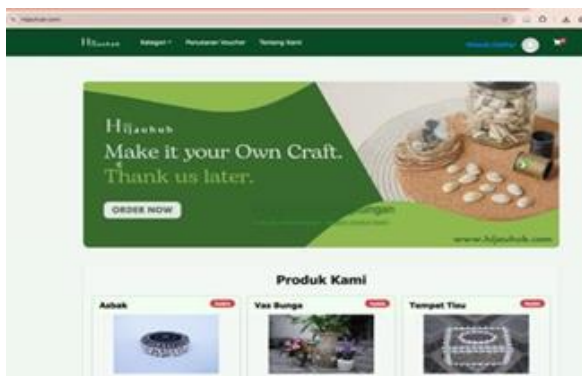 Hijauhub Kategori Penukaran Voucher Tentang Kami
Hijauhub
Make it your Own Craft.
Thank us later.
ORDER NOW
www.hijauhub.com
Produk Kami
Asbak
Vas Bunga
Tempat Tisu